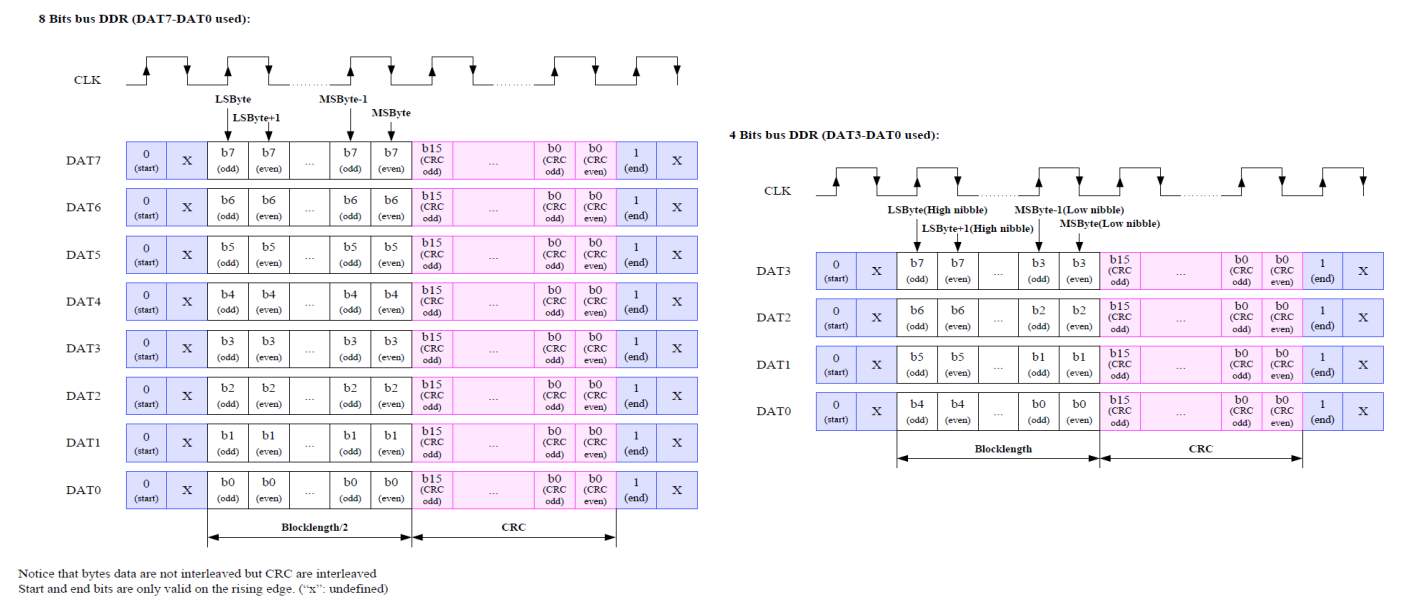 8 Bits bus DDR (DAT7-DAT0 used):
CLK
LSByte MSByte-1
LSByte+1 MSByte
DAT7 0 (start) X b7 (odd) b7 (even) ... b7 (odd) b7 (even) b15 (CRC odd) ... b0 (CRC odd) b0 (CRC even) 1 (end) X
DAT6 0 (start) X b6 (odd) b6 (even) ... b6 (odd) b6 (even) b15 (CRC odd) ... b0 (CRC odd) b0 (CRC even) 1 (end) X
DAT5 0 (start) X b5 (odd) b5 (even) ... b5 (odd) b5 (even) b15 (CRC odd) ... b0 (CRC odd) b0 (CRC even) 1 (end) X
DAT4 0 (start) X b4 (odd) b4 (even) ... b4 (odd) b4 (even) b15 (CRC odd) ... b0 (CRC odd) b0 (CRC even) 1 (end) X
DAT3 0 (start) X b3 (odd) b3 (even) ... b3 (odd) b3 (even) b15 (CRC odd) ... b0 (CRC odd) b0 (CRC even) 1 (end) X
DAT2 0 (start) X b2 (odd) b2 (even) ... b2 (odd) b2 (even) b15 (CRC odd) ... b0 (CRC odd) b0 (CRC even) 1 (end) X
DAT1 0 (start) X b1 (odd) b1 (even) ... b1 (odd) b1 (even) b15 (CRC odd) ... b0 (CRC odd) b0 (CRC even) 1 (end) X
DAT0 0 (start) X b0 (odd) b0 (even) ... b0 (odd) b0 (even) b15 (CRC odd) ... b0 (CRC odd) b0 (CRC even) 1 (end) X
Blocklength/2 CRC
Notice that bytes data are not interleaved but CRC are interleaved
Start and end bits are only valid on the rising edge. ("x": undefined)
4 Bits bus DDR (DAT3-DAT0 used):
CLK
LSByte(High nibble) MSByte-1(Low nibble)
LSByte+1(High nibble) MSByte(Low nibble)
DAT3 0 (start) X b7 (odd) b7 (even) ... b3 (odd) b3 (even) b15 (CRC odd) ... b0 (CRC odd) b0 (CRC even) 1 (end) X
DAT2 0 (start) X b6 (odd) b6 (even) ... b2 (odd) b2 (even) b15 (CRC odd) ... b0 (CRC odd) b0 (CRC even) 1 (end) X
DAT1 0 (start) X b5 (odd) b5 (even) ... b1 (odd) b1 (even) b15 (CRC odd) ... b0 (CRC odd) b0 (CRC even) 1 (end) X
DAT0 0 (start) X b4 (odd) b4 (even) ... b0 (odd) b0 (even) b15 (CRC odd) ... b0 (CRC odd) b0 (CRC even) 1 (end) X
Blocklength CRC